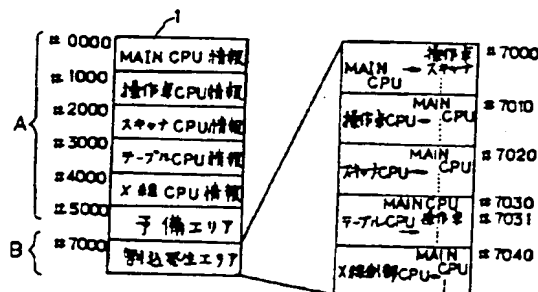 1
A
B
#0000
MAIN CPU 情報
#1000
操作卓CPU情報
#2000
スキャナCPU情報
#3000
テーブルCPU情報
#4000
X線CPU情報
#5000
予備エリア
#7000
割込発生エリア
#7000
MAIN CPU → 操作卓 スキャナ
#7010
操作卓CPU→ MAIN CPU
#7020
スキャナCPU→ MAIN CPU
#7030
#7031
テーブルCPU → MAIN CPU 操作卓
#7040
X線制御CPU→ MAIN CPU